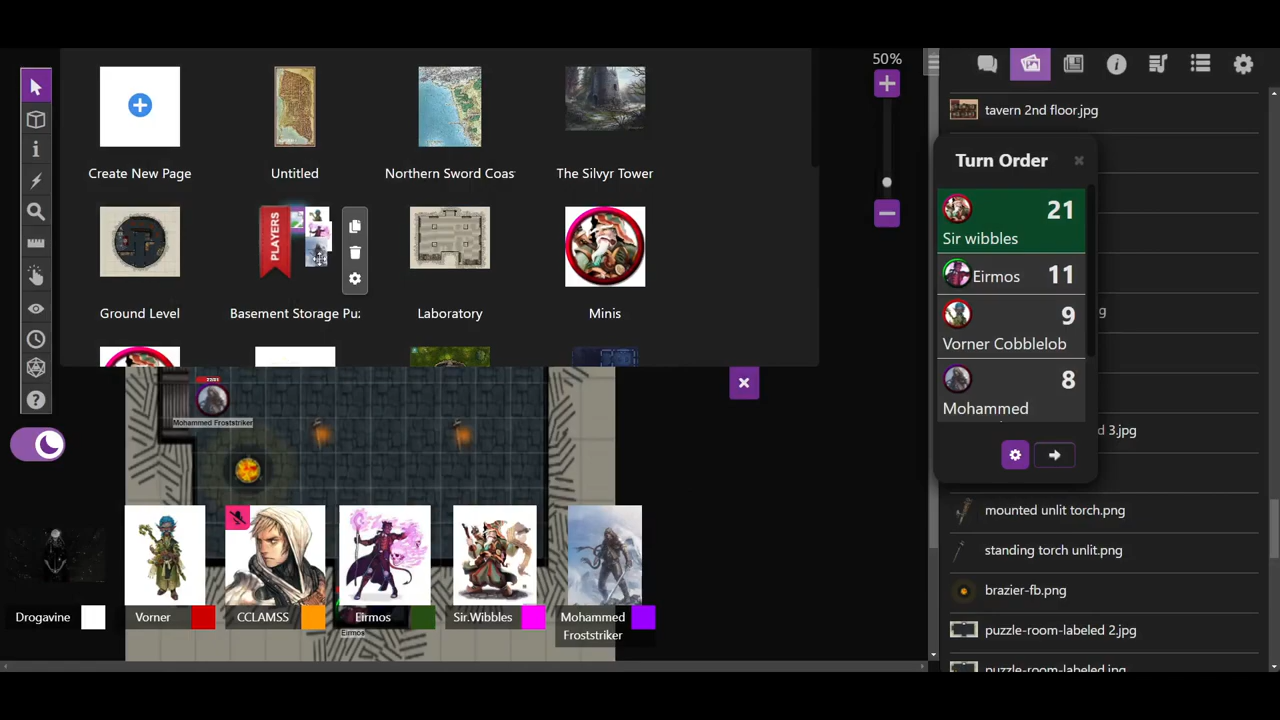 50%
Create New Page
Untitled
Northern Sword Coas
The Silvyr Tower
PLAYERS
Ground Level
Basement Storage Puz
Laboratory
Minis
Mohammed Froststriker
Drogavine
Vorner
CCLAMSS
Eirmos
Sir.Wibbles
Mohammed
Froststriker
Eirmos
tavern 2nd floor.jpg
Turn Order
21
Sir wibbles
Eirmos 11
9
Vorner Cobblelob
8
Mohammed
g
d 3.jpg
mounted unlit torch.png
standing torch unlit.png
brazier-fb.png
puzzle-room-labeled 2.jpg
puzzle-room-labeled.jpg